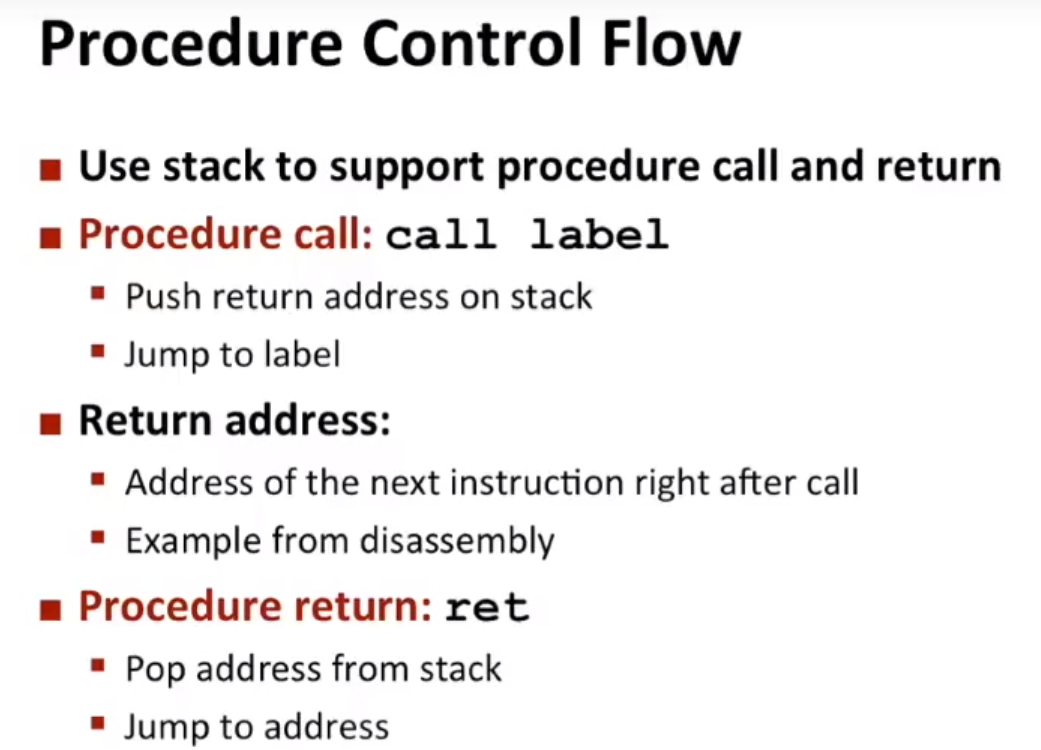 Procedure Control Flow
Use stack to support procedure call and return
Procedure call: call label
Push return address on stack
Jump to label
Return address:
Address of the next instruction right after call
Example from disassembly
Procedure return: ret
Pop address from stack
Jump to address